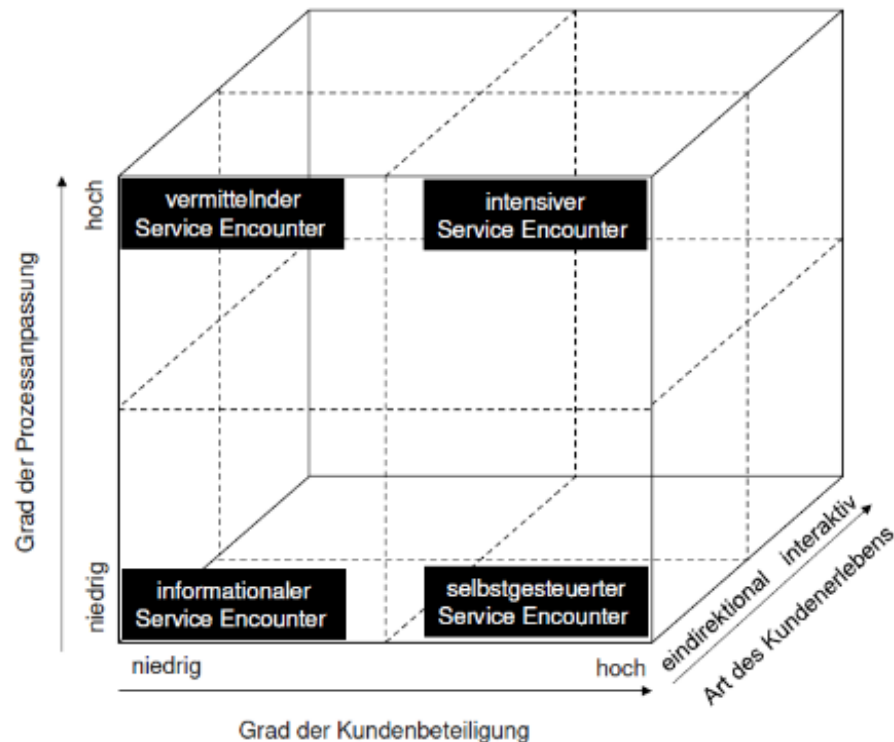 hoch
vermittelnder
Service Encounter
intensiver
Service Encounter
Grad der Prozessanpassung
niedrig
informationaler
Service Encounter
selbstgesteuerter
Service Encounter
eindirektional interaktiv
Art des Kundenerlebens
niedrig
hoch
Grad der Kundenbeteiligung